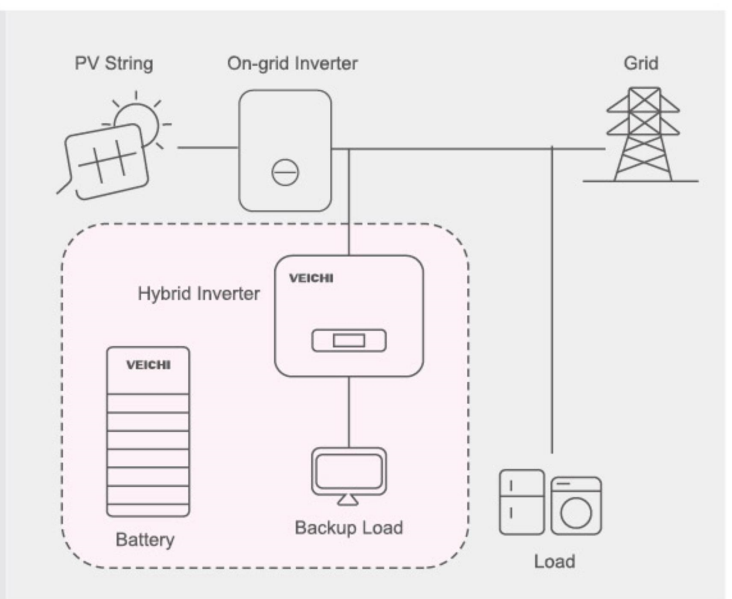 PV String
On-grid Inverter
Grid
Hybrid Inverter
VEICHI
VEICHI
Battery
Backup Load
Load